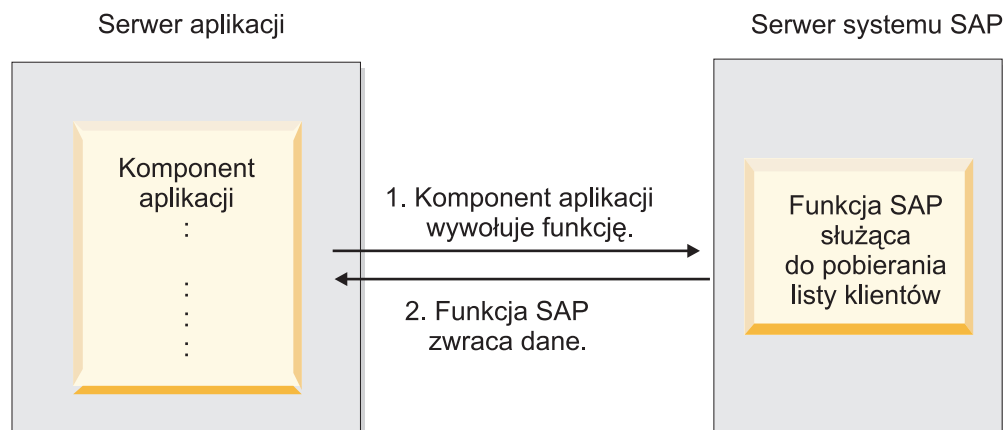 Serwer aplikacji
Serwer systemu SAP
Komponent
aplikacji
:
:
:
:
:
1. Komponent aplikacji
wywołuje funkcję.
2. Funkcja SAP
zwraca dane.
Funkcja SAP
służąca
do pobierania
listy klientów